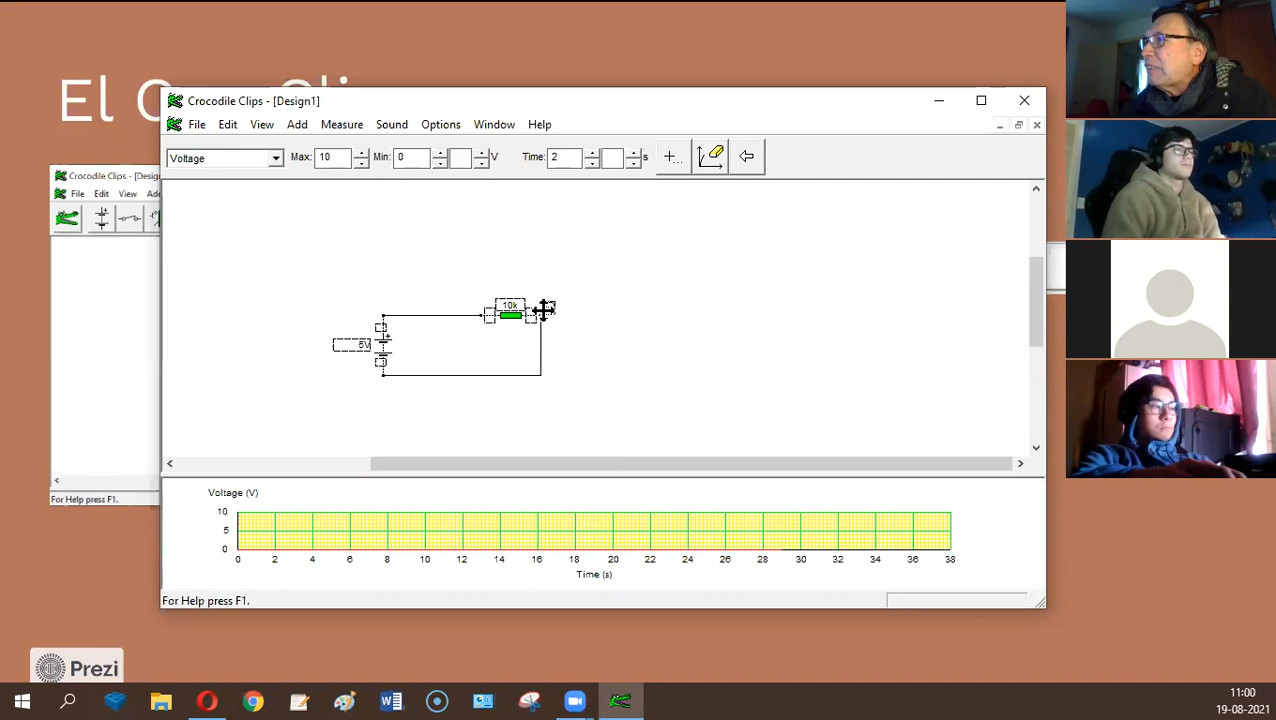 El C
Crocodile Clips - [Design1]
File Edit View Add Measure Sound Options Window Help
Voltage Max: 10 Min: 0 V Time: 2 s
Crocodile Clips - [Desig
File Edit View Ad
10k
5V
Voltage (V)
10
5
0
0 2 4 6 8 10 12 14 16 18 20 22 24 26 28 30 32 34 36 38
Time (s)
For Help press F1.
For Help press F1.
Prezi
11:00
19-08-2021